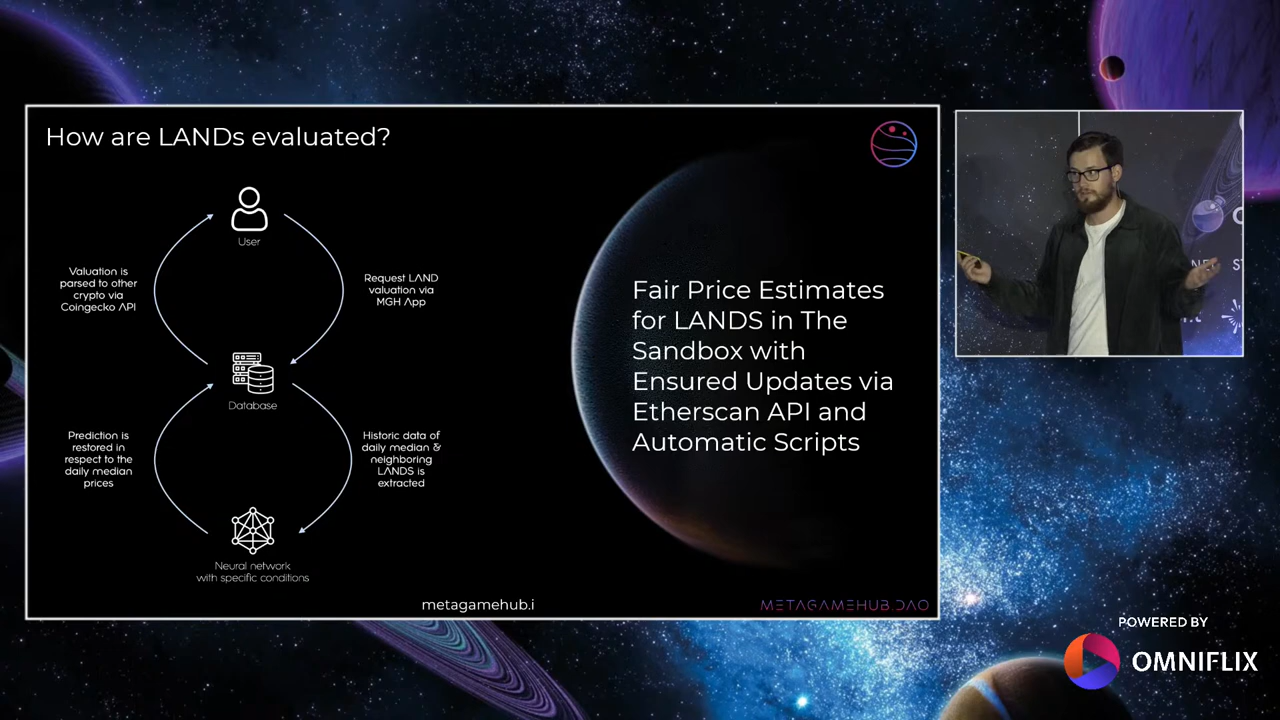 How are LANDs evaluated?
User
Valuation is
parsed to other
crypto via
Coingecko API
Request LAND
valuation via
MGH App
Database
Prediction is
restored in
respect to the
daily median
prices
Historic data of
daily median &
neighboring
LANDS is
extracted
Neural network
with specific conditions
Fair Price Estimates
for LANDS in The
Sandbox with
Ensured Updates via
Etherscan API and
Automatic Scripts
metagamehub.i
METAGAMEHUB.DAO
POWERED BY
OMNIFLIX